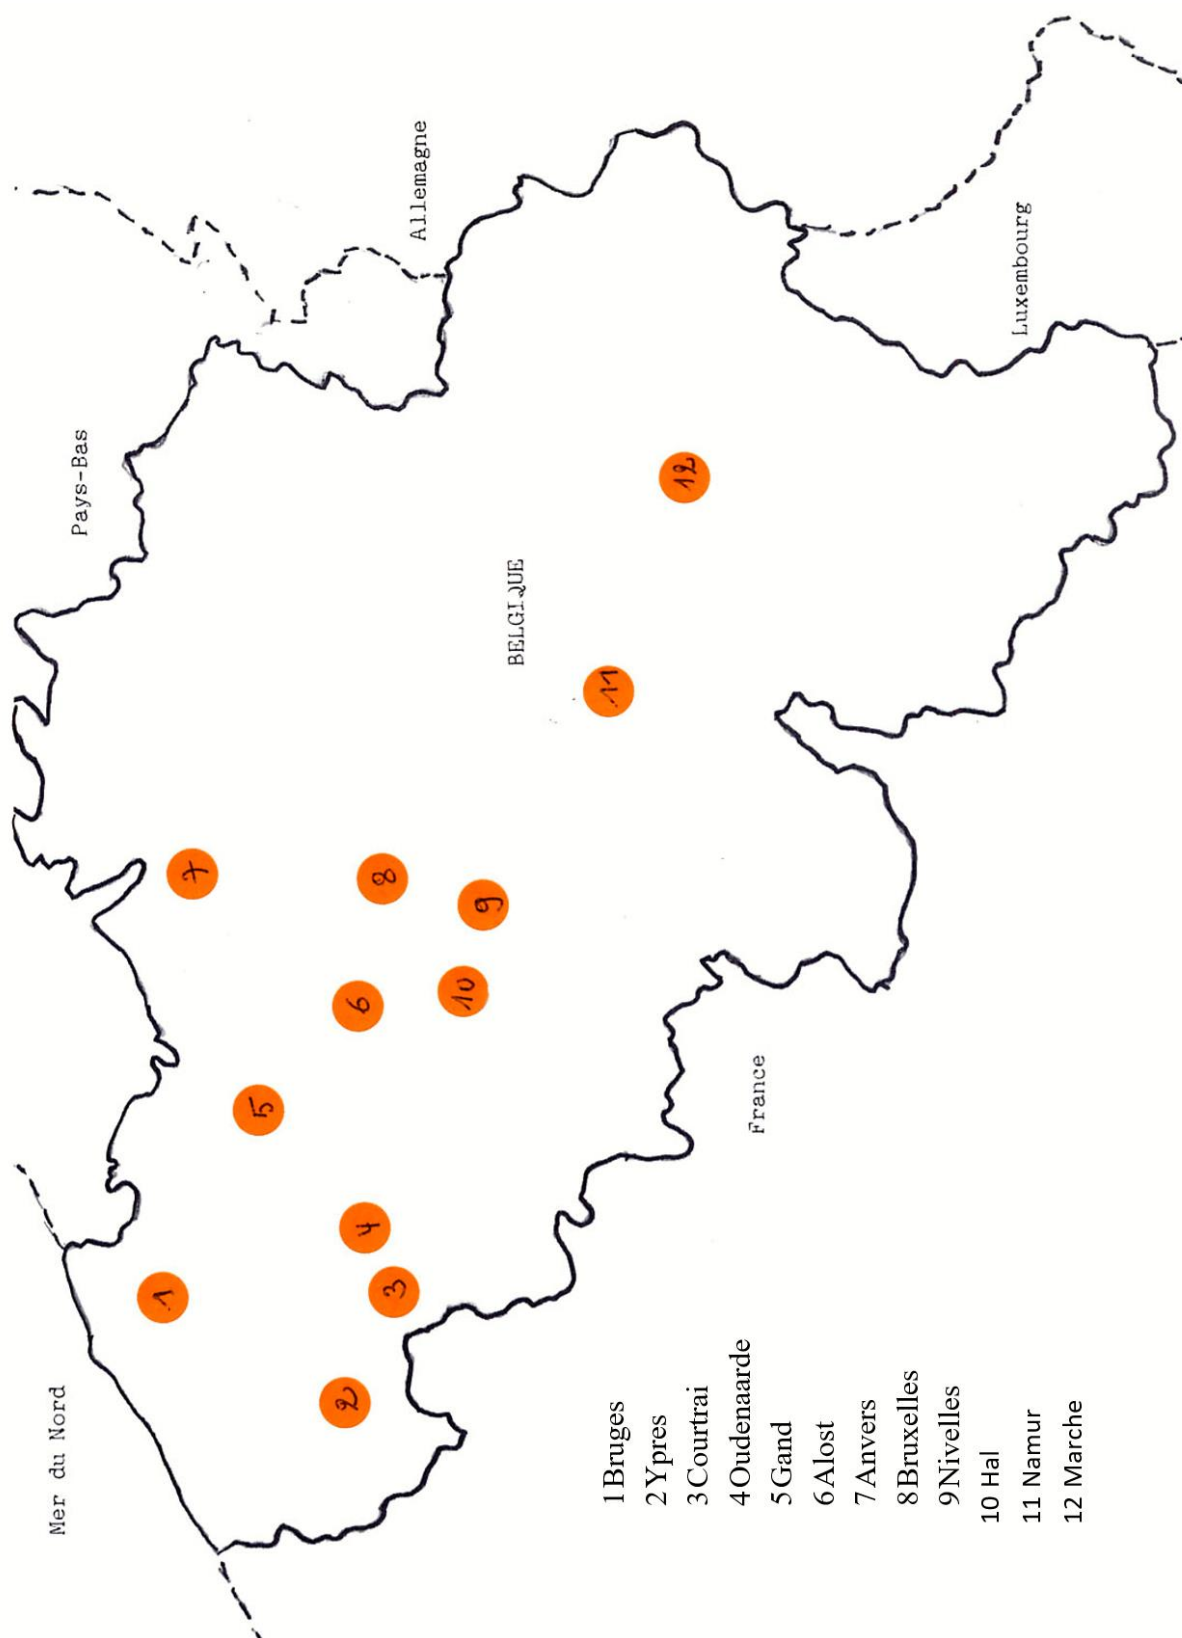 Mer du Nord
Pays-Bas
Allemagne
BELGIQUE
Luxembourg
France
1
2
3
4
5
6
7
8
9
10
11
12
1Bruges
2Ypres
3Courtrai
4Oudenaarde
5Gand
6Alost
7Anvers
8Bruxelles
9Nivelles
10 Hal
11 Namur
12 Marche